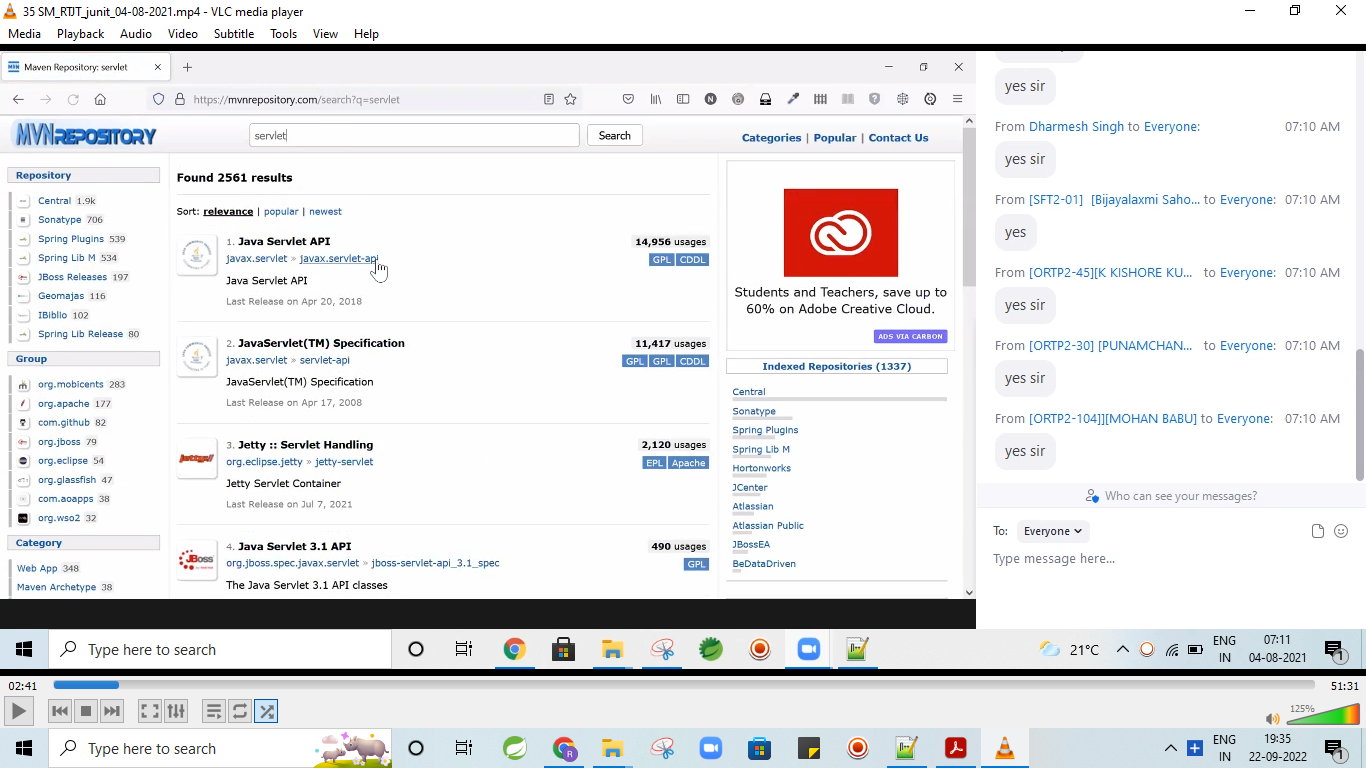 35 SM_RTJT_junit_04-08-2021.mp4 - VLC media player
Media Playback Audio Video Subtitle Tools View Help
Maven Repository: servlet
https://mvnrepository.com/search?q=servlet
MVNREPOSITORY
servlet
Search
Categories | Popular | Contact Us
Repository
Central 1.9k
Sonatype 706
Spring Plugins 539
Spring Lib M 534
JBoss Releases 197
Geomajas 116
IBiblio 102
Spring Lib Release 80
Group
org.mobicents 283
org.apache 177
com.github 82
org.jboss 79
org.eclipse 54
org.glassfish 47
com.aoapps 38
org.wso2 32
Category
Web App 348
Maven Archetype 38
Found 2561 results
Sort: relevance | popular | newest
1. Java Servlet API
14,956 usages
javax.servlet » javax.servlet-api
GPL CDDL
Java Servlet API
Last Release on Apr 20, 2018
2. JavaServlet(TM) Specification
11,417 usages
javax.servlet » servlet-api
GPL GPL CDDL
JavaServlet(TM) Specification
Last Release on Apr 17, 2008
3. Jetty :: Servlet Handling
2,120 usages
org.eclipse.jetty » jetty-servlet
EPL Apache
Jetty Servlet Container
Last Release on Jul 7, 2021
4. Java Servlet 3.1 API
490 usages
org.jboss.spec.javax.servlet » jboss-servlet-api_3.1_spec
GPL
The Java Servlet 3.1 API classes
Students and Teachers, save up to
60% on Adobe Creative Cloud.
ADS VIA CARBON
Indexed Repositories (1337)
Central
Sonatype
Spring Plugins
Spring Lib M
Hortonworks
JCenter
Atlassian
Atlassian Public
JBossEA
BeDataDriven
yes sir
From Dharmesh Singh to Everyone: 07:10 AM
yes sir
From [SFT2-01] [Bijayalaxmi Saho... to Everyone: 07:10 AM
yes
From [ORTP2-45][K KISHORE KU... to Everyone: 07:10 AM
yes sir
From [ORTP2-30] [PUNAMCHAN... to Everyone: 07:10 AM
yes sir
From [ORTP2-104]][MOHAN BABU] to Everyone: 07:10 AM
yes sir
Who can see your messages?
To: Everyone
Type message here...
Type here to search
21°C
ENG
IN
07:11
04-08-2021
1
02:41
51:31
125%
Type here to search
ENG
IN
19:35
22-09-2022
1